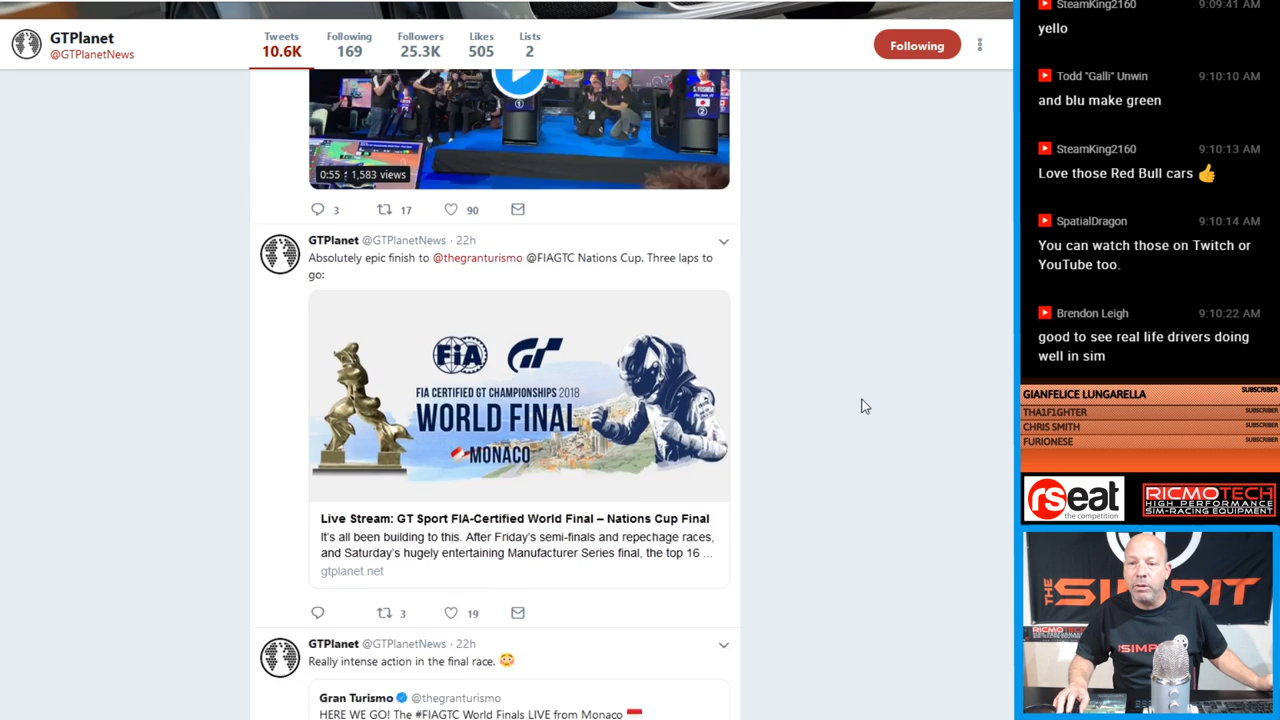 GTPlanet
@GTPlanetNews
Tweets
10.6K
Following
169
Followers
25.3K
Likes
505
Lists
2
Following
0:55
1,583 views
3
17
90
GTPlanet @GTPlanetNews · 22h
Absolutely epic finish to @thegranturismo @FIAGTC Nations Cup. Three laps to
go:
FiA GT
FIA CERTIFIED GT CHAMPIONSHIPS 2018
WORLD FINAL
MONACO
Live Stream: GT Sport FIA-Certified World Final – Nations Cup Final
It's all been building to this. After Friday's semi-finals and repechage races,
and Saturday's hugely entertaining Manufacturer Series final, the top 16 ...
gtplanet.net
3
19
GTPlanet @GTPlanetNews · 22h
Really intense action in the final race. 😳
Gran Turismo @thegranturismo
HERE WE GO! The #FIAGTC World Finals LIVE from Monaco 🇲🇨
SteamKing2160 9:09:41 AM
yello
Todd "Galli" Unwin 9:10:10 AM
and blu make green
SteamKing2160 9:10:13 AM
Love those Red Bull cars 👍
SpatialDragon 9:10:14 AM
You can watch those on Twitch or
YouTube too.
Brendon Leigh 9:10:22 AM
good to see real life drivers doing
well in sim
GIANFELICE LUNGARELLA SUBSCRIBER
THA1F1GHTER SUBSCRIBER
CHRIS SMITH SUBSCRIBER
FURIONESE SUBSCRIBER
rseat
the competition
RICMOTECH
HIGH PERFORMANCE
SIM-RACING EQUIPMENT
THE SIMPIT